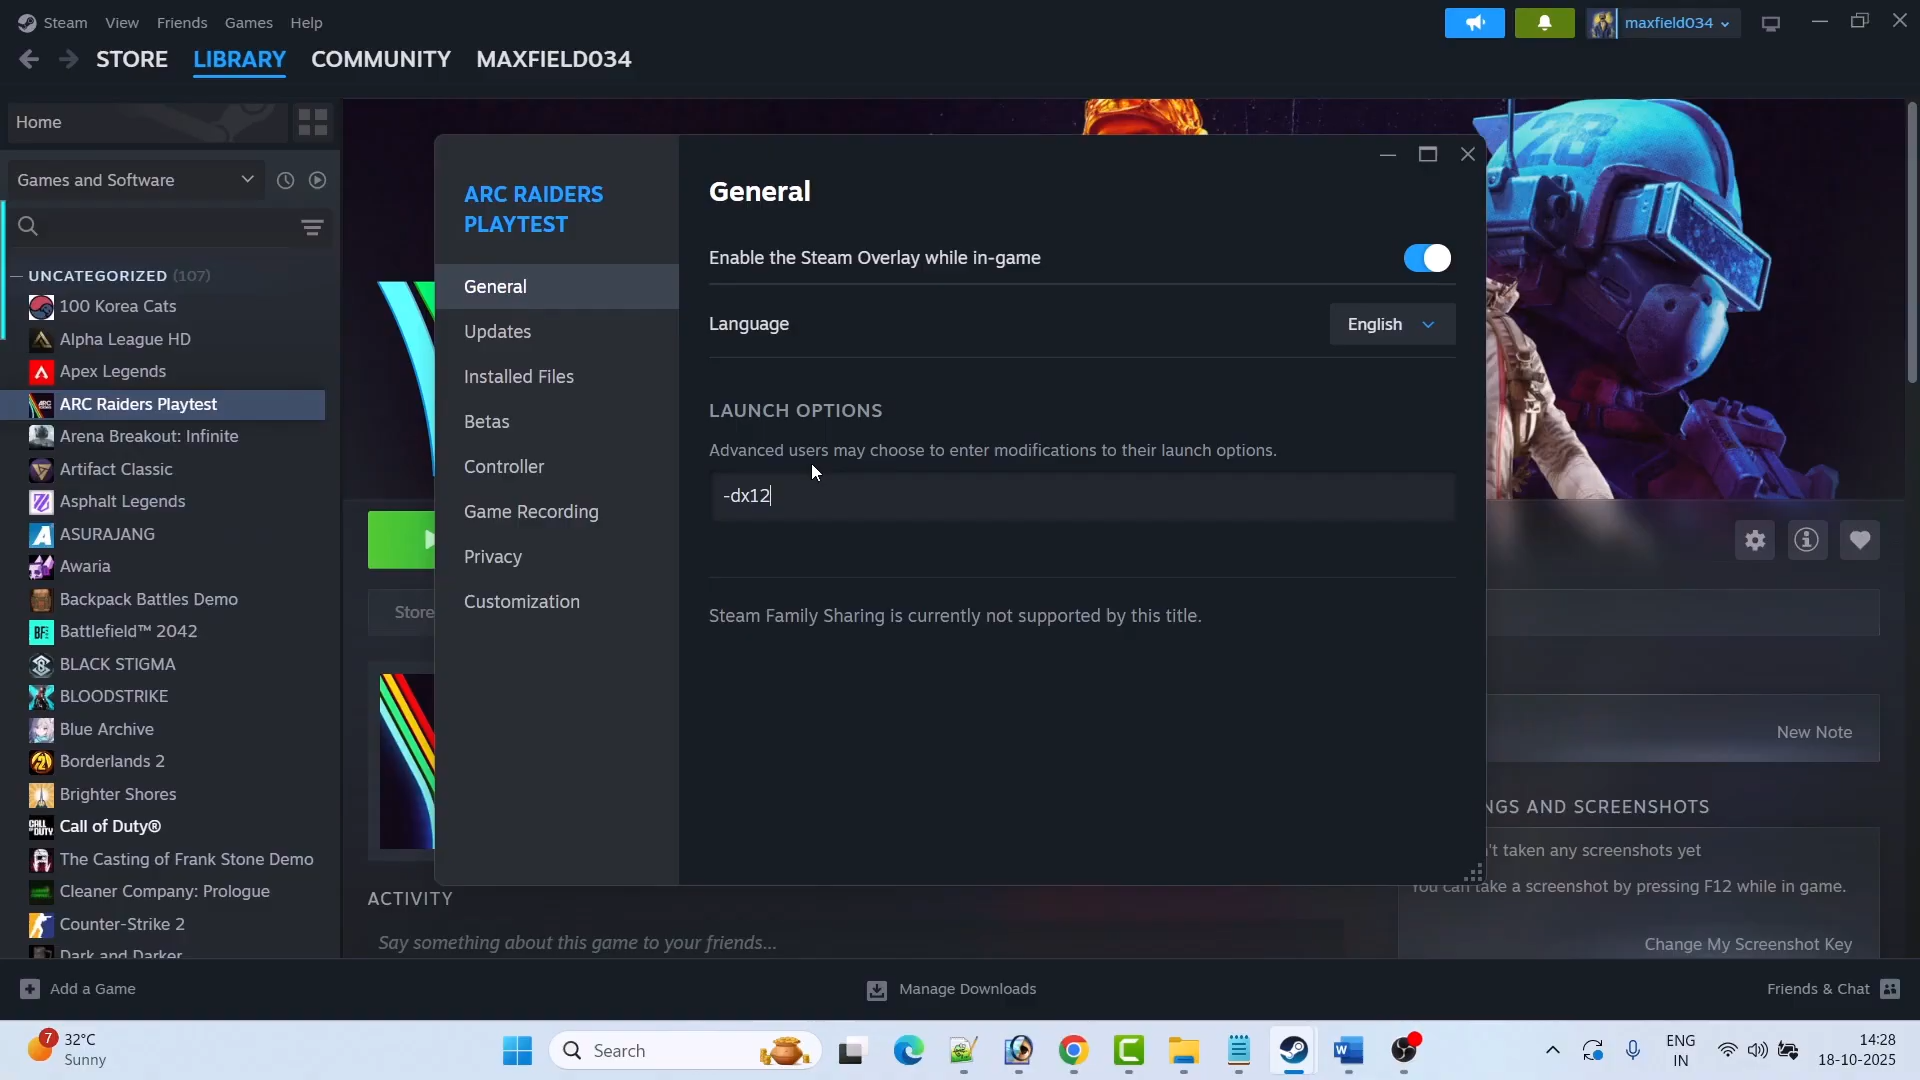 Steam View Friends Games Help
maxfield034
STORE LIBRARY COMMUNITY MAXFIELD034
Home
Games and Software
UNCATEGORIZED (107)
100 Korea Cats
Alpha League HD
Apex Legends
ARC Raiders Playtest
Arena Breakout: Infinite
Artifact Classic
Asphalt Legends
ASURAJANG
Awaria
Backpack Battles Demo
Battlefield™ 2042
BLACK STIGMA
BLOODSTRIKE
Blue Archive
Borderlands 2
Brighter Shores
Call of Duty®
The Casting of Frank Stone Demo
Cleaner Company: Prologue
Counter-Strike 2
Dark and Darker
ARC RAIDERS
PLAYTEST
General
Updates
Installed Files
Betas
Controller
Game Recording
Privacy
Customization
General
Enable the Steam Overlay while in-game
Language
English
LAUNCH OPTIONS
Advanced users may choose to enter modifications to their launch options.
-dx12
Steam Family Sharing is currently not supported by this title.
28
Store
New Note
NGS AND SCREENSHOTS
't taken any screenshots yet
You can take a screenshot by pressing F12 while in game.
Change My Screenshot Key
ACTIVITY
Say something about this game to your friends...
Add a Game
Manage Downloads
Friends & Chat
7
32°C
Sunny
Search
ENG
IN
14:28
18-10-2025